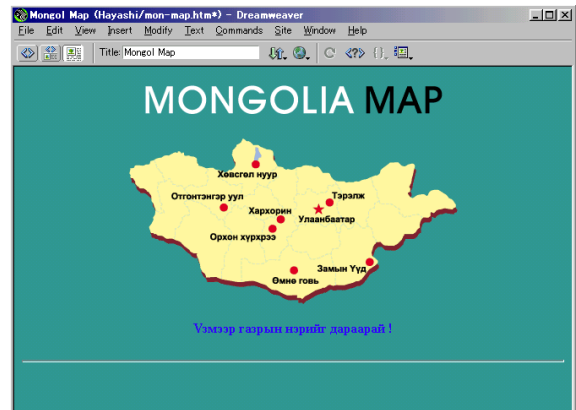 Mongol Map (Hayashi/mon-map.htm*) - Dreamweaver
File Edit View Insert Modify Text Commands Site Window Help
Title: Mongol Map
MONGOLIA MAP
Хөвсгөл нуур
Отгонтэнгэр уул
Тэрэлж
Хархорин
Улаанбаатар
Орхон хүрхрээ
Замын Үүд
Өмнө говь
Vзмээр газрын нэрийг дараарай !